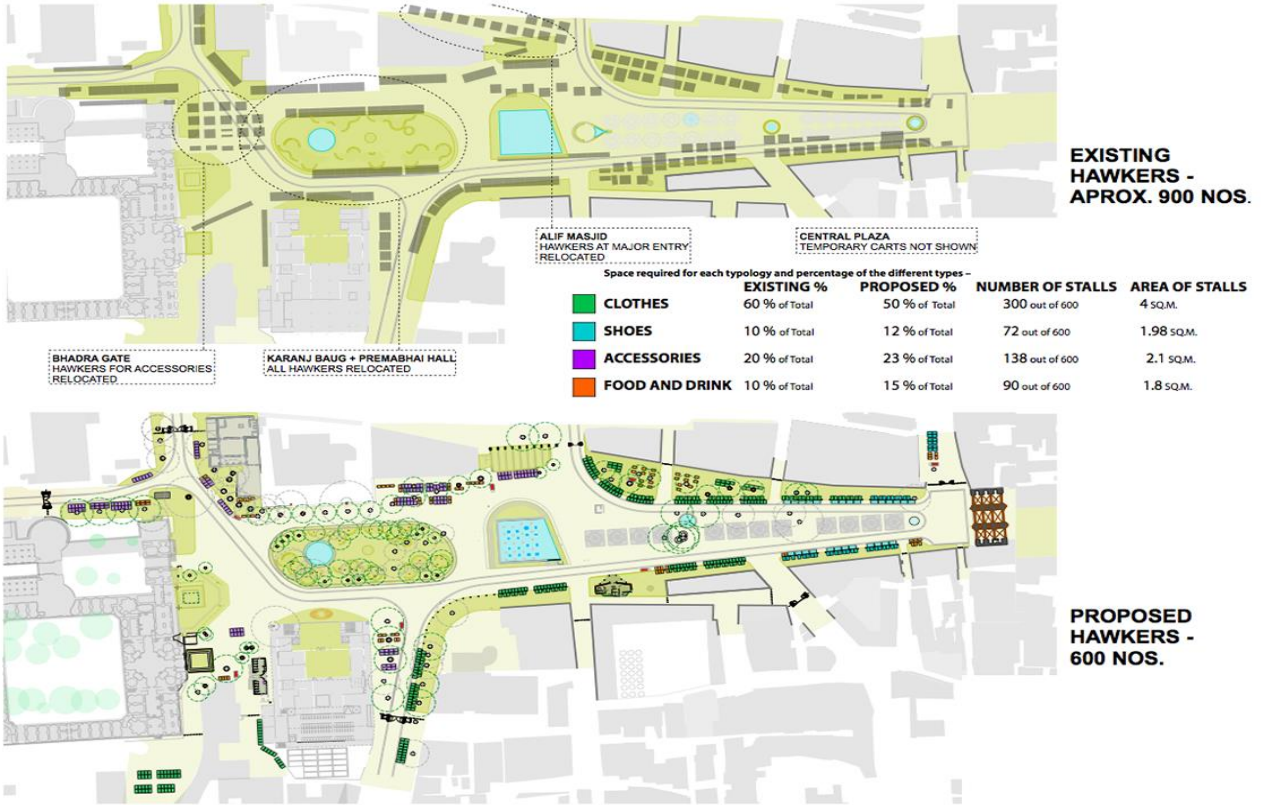 EXISTING
HAWKERS -
APROX. 900 NOS.
ALIF MASJID
HAWKERS AT MAJOR ENTRY
RELOCATED
CENTRAL PLAZA
TEMPORARY CARTS NOT SHOWN
BHADRA GATE
HAWKERS FOR ACCESSORIES
RELOCATED
KARANJ BAUG + PREMABHAI HALL
ALL HAWKERS RELOCATED
Space required for each typology and percentage of the different types –
EXISTING % PROPOSED % NUMBER OF STALLS AREA OF STALLS
CLOTHES 60 % of Total 50 % of Total 300 out of 600 4 SQ.M.
SHOES 10 % of Total 12 % of Total 72 out of 600 1.98 SQ.M.
ACCESSORIES 20 % of Total 23 % of Total 138 out of 600 2.1 SQ.M.
FOOD AND DRINK 10 % of Total 15 % of Total 90 out of 600 1.8 SQ.M.
PROPOSED
HAWKERS -
600 NOS.